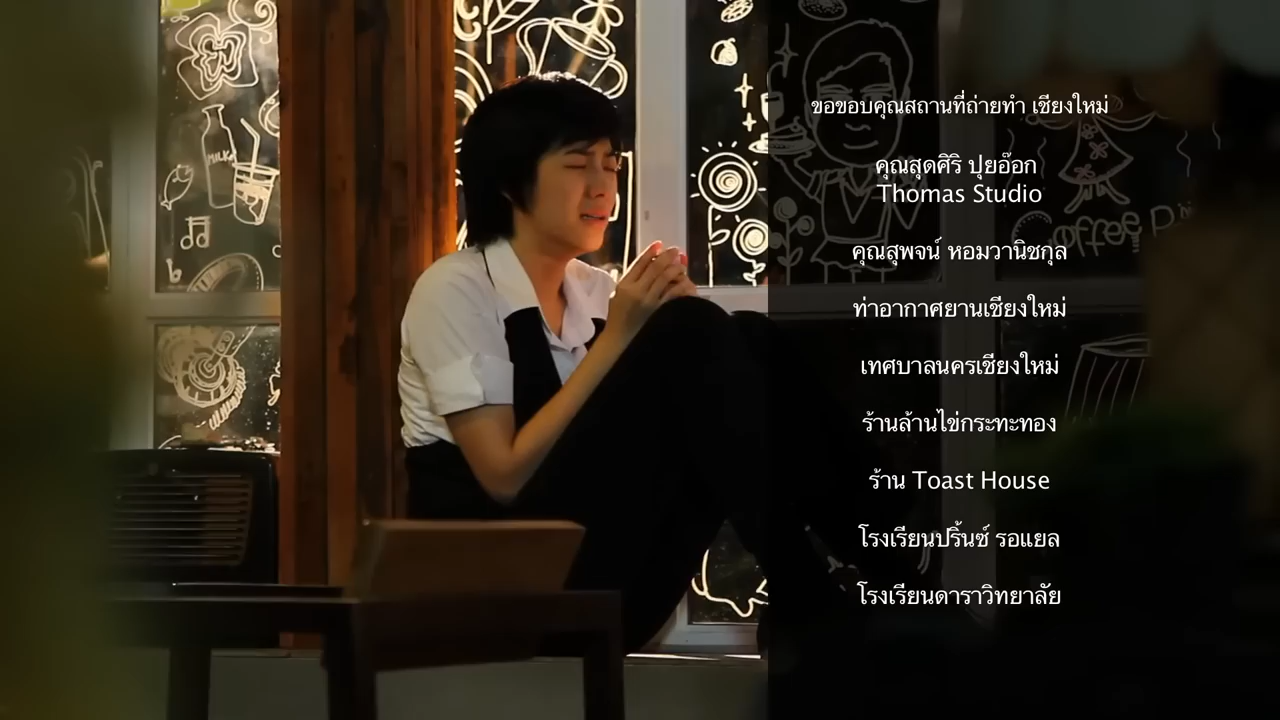 ขอขอบคุณสถานที่ถ่ายทำ เชียงใหม่
คุณสุดศิริ ปุยอ๊อก
Thomas Studio
คุณสุพจน์ หอมวานิชกุล
ท่าอากาศยานเชียงใหม่
เทศบาลนครเชียงใหม่
ร้านล้านไข่กระทะทอง
ร้าน Toast House
โรงเรียนปริ้นซ์ รอแยล
โรงเรียนดาราวิทยาลัย
MILK